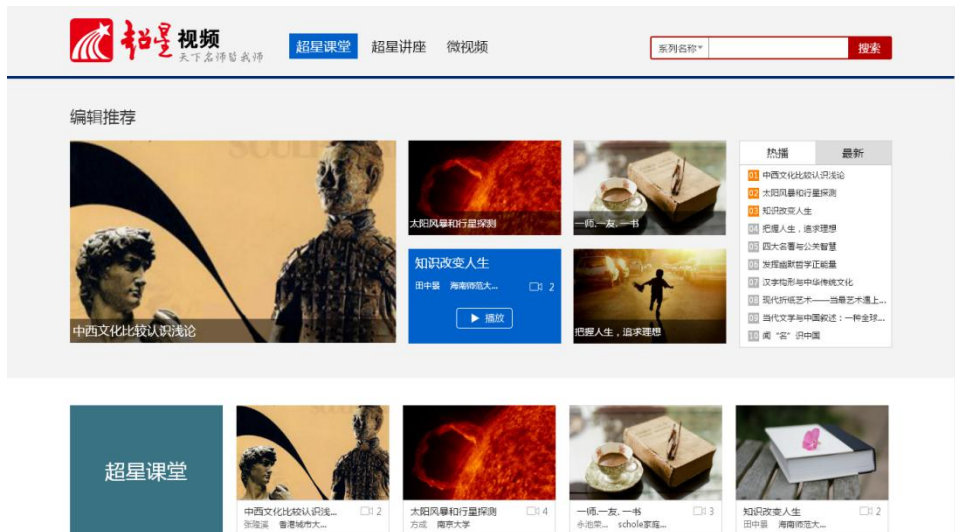 超星视频
天下名师皆我师
超星课堂 超星讲座 微视频
系列名称
搜索
编辑推荐
中西文化比较认识浅论
太阳风暴和行星探测
一师.一友.一书
知识改变人生
田中景 海南师范大... 2
播放
把握人生，追求理想
热播 最新
01 中西文化比较认识浅论
02 太阳风暴和行星探测
03 知识改变人生
04 把握人生，追求理想
05 四大名著与公关智慧
06 发挥幽默哲学正能量
07 汉字构形与中华传统文化
08 现代折纸艺术——当最艺术遇上...
09 当代文学与中国叙述：一种全球...
10 闻“名”识中国
超星课堂
中西文化比较认识浅... 2
张隆溪 香港城市大...
太阳风暴和行星探测 4
方成 南京大学
一师.一友.一书 3
永池荣... schole家庭...
知识改变人生 2
田中景 海南师范大...